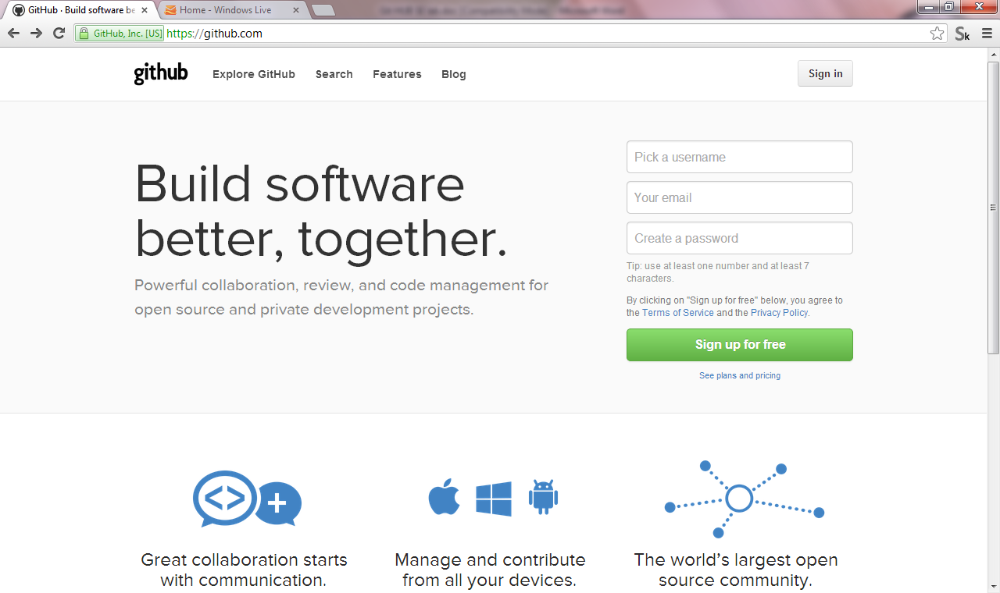 GitHub · Build software be
Home - Windows Live
GitHub, Inc. [US] https://github.com
Sk
github Explore GitHub Search Features Blog Sign in
Build software
better, together.
Powerful collaboration, review, and code management for
open source and private development projects.
Pick a username
Your email
Create a password
Tip: use at least one number and at least 7
characters.
By clicking on "Sign up for free" below, you agree to
the Terms of Service and the Privacy Policy.
Sign up for free
See plans and pricing
Great collaboration starts
with communication.
Manage and contribute
from all your devices.
The world's largest open
source community.